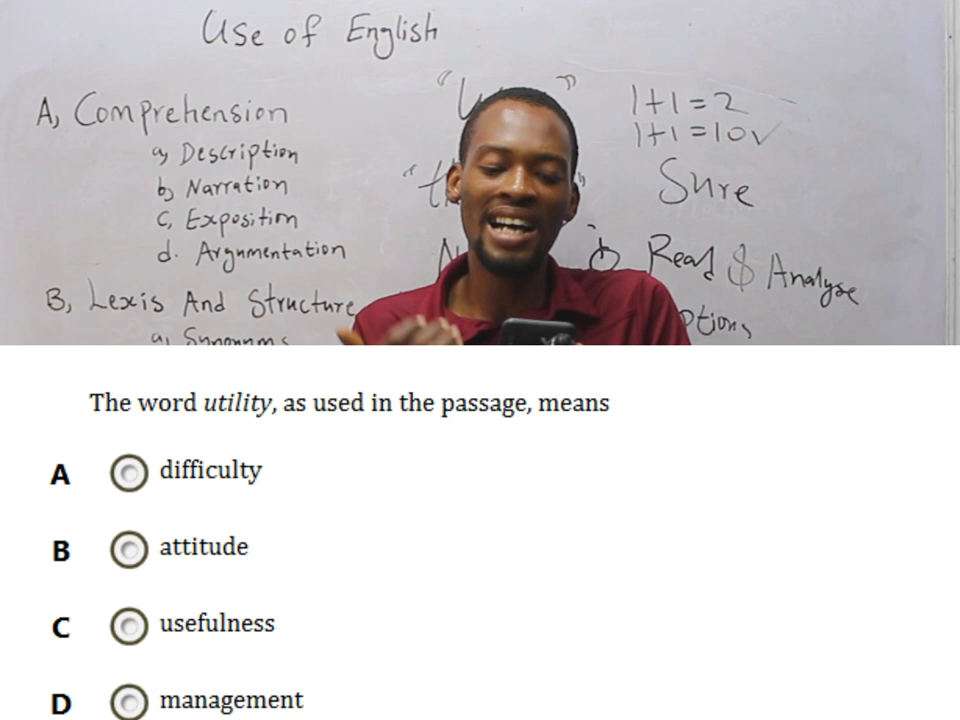 Use of English
A, Comprehension
a, Description
b, Narration
c, Exposition
d. Argumentation
B, Lexis And Structure
a, Synonyms
1+1=2
1+1=10✓
Sure
Read & Analyse
The word utility, as used in the passage, means
A difficulty
B attitude
C usefulness
D management